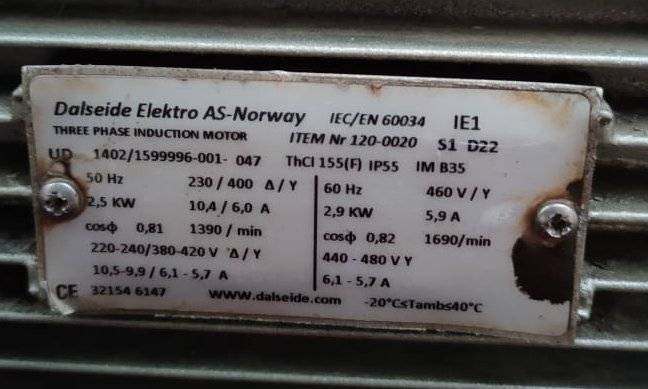 Dalseide Elektro AS-Norway IEC/EN 60034 IE1
THREE PHASE INDUCTION MOTOR ITEM Nr 120-0020 S1 D22
1402/1599996-001- 047 ThCl 155(F) IP55 IM B35
50 Hz 230 / 400 Δ / Y 60 Hz 460 V / Y
2,5 KW 10,4 / 6,0 A 2,9 KW 5,9 A
cosϕ 0,81 1390 / min cosϕ 0,82 1690/min
220-240/380-420 V Δ / Y 440 - 480 V Y
10,5-9,9 / 6,1 - 5,7 A 6,1 - 5,7 A
CE 32154 6147 www.dalseide.com -20°C≤Tamb≤40°C